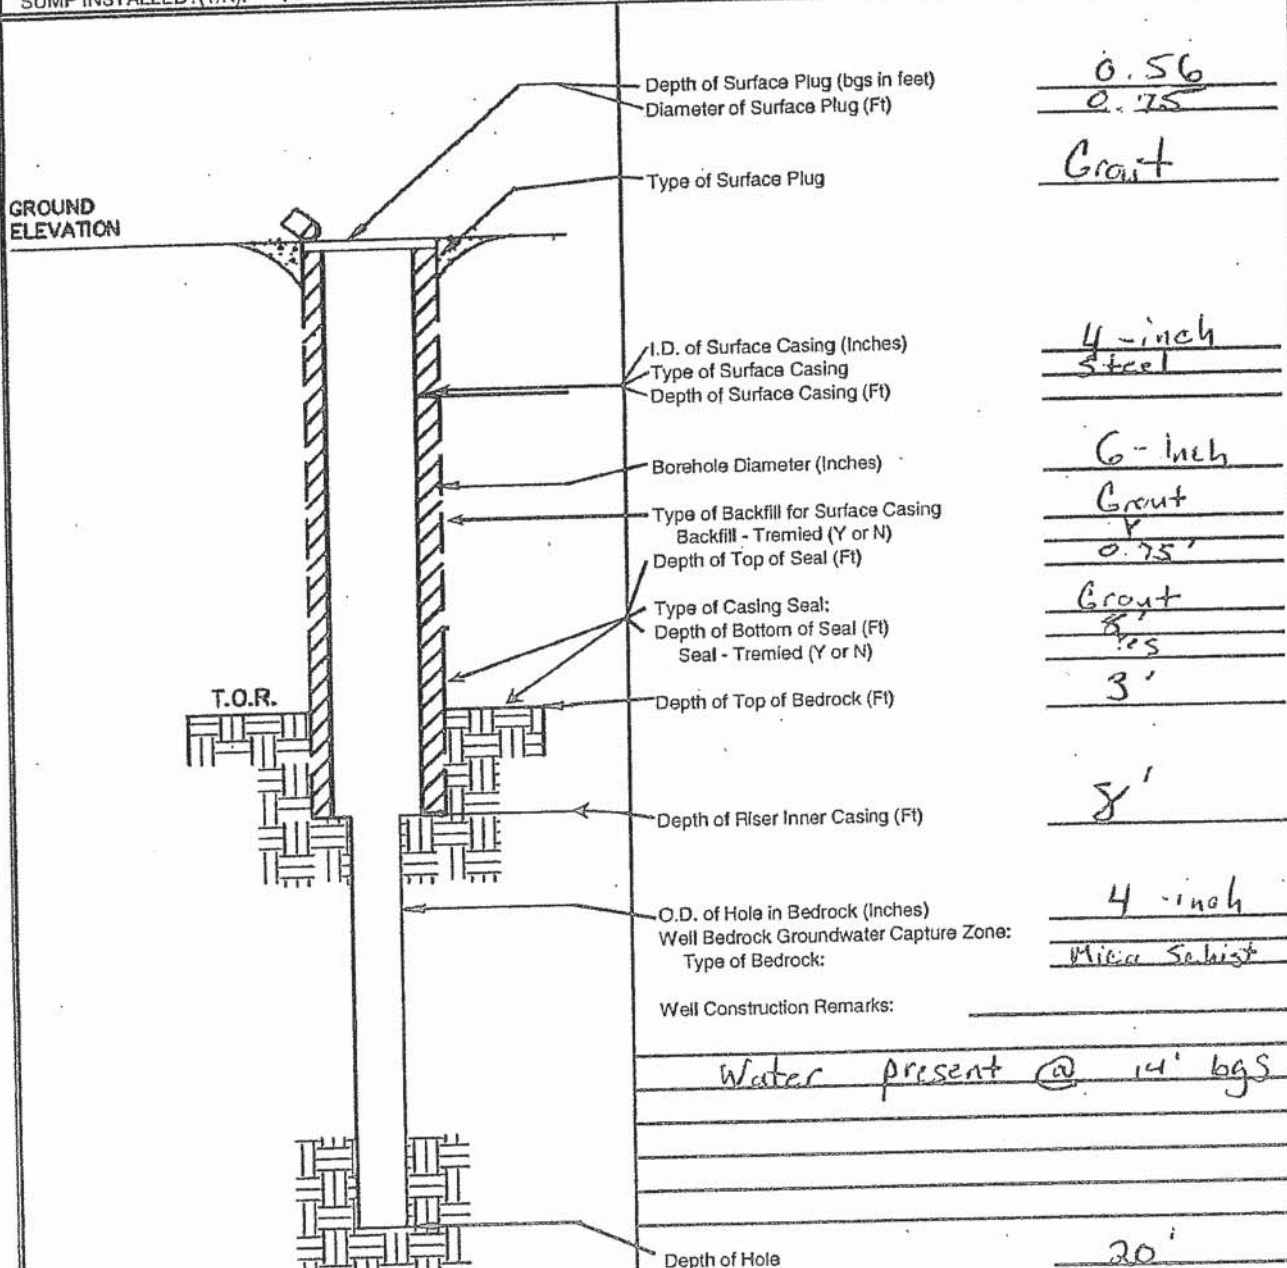 SUMP INSTALLED?(Y/N):
Depth of Surface Plug (bgs in feet) 0.56
Diameter of Surface Plug (Ft) 0.75
Type of Surface Plug Grout
GROUND
ELEVATION
I.D. of Surface Casing (Inches) 4-inch
Type of Surface Casing Steel
Depth of Surface Casing (Ft)
Borehole Diameter (Inches) 6-inch
Type of Backfill for Surface Casing Grout
Backfill - Tremied (Y or N) Y
Depth of Top of Seal (Ft) 0.75'
Type of Casing Seal: Grout
Depth of Bottom of Seal (Ft) 8'
Seal - Tremied (Y or N) Yes
T.O.R.
Depth of Top of Bedrock (Ft) 3'
Depth of Riser Inner Casing (Ft) 8'
O.D. of Hole in Bedrock (Inches) 4-inch
Well Bedrock Groundwater Capture Zone:
Type of Bedrock: Mica Schist
Well Construction Remarks:
Water present @ 14' bgs
Depth of Hole 20'